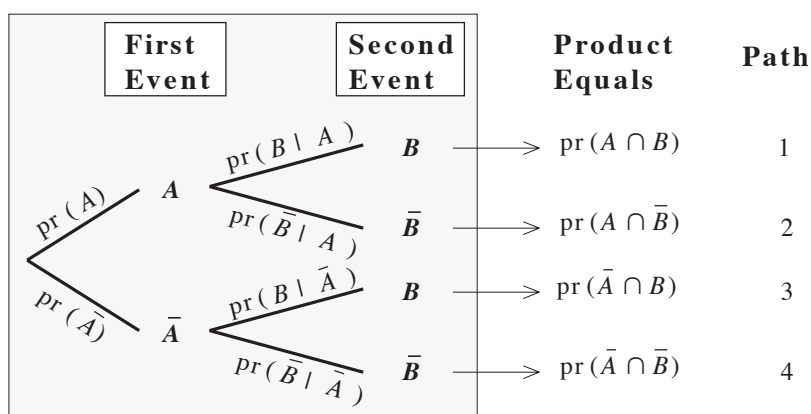 First Event
Second Event
Product Equals
Path
pr(B | A)
B
pr(A ∩ B)
1
pr(A)
A
pr(B̄ | A)
B̄
pr(A ∩ B̄)
2
pr(B | Ā)
B
pr(Ā ∩ B)
3
pr(Ā)
Ā
pr(B̄ | Ā)
B̄
pr(Ā ∩ B̄)
4